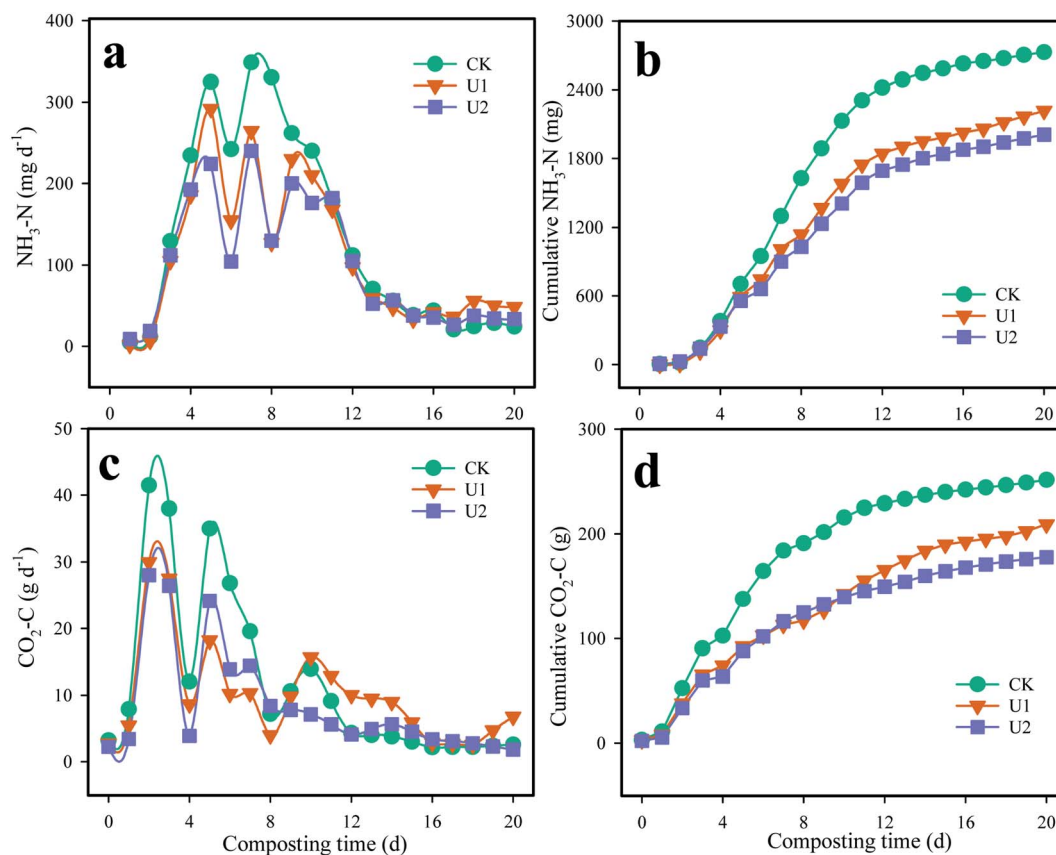 a
NH₃-N (mg d⁻¹)
400
300
200
100
0
CK
U1
U2
0 4 8 12 16 20
b
Cumulative NH₃-N (mg)
3000
2400
1800
1200
600
0
CK
U1
U2
0 4 8 12 16 20
c
CO₂-C (g d⁻¹)
50
40
30
20
10
0
CK
U1
U2
0 4 8 12 16 20
Composting time (d)
d
Cumulative CO₂-C (g)
300
200
100
0
CK
U1
U2
0 4 8 12 16 20
Composting time (d)